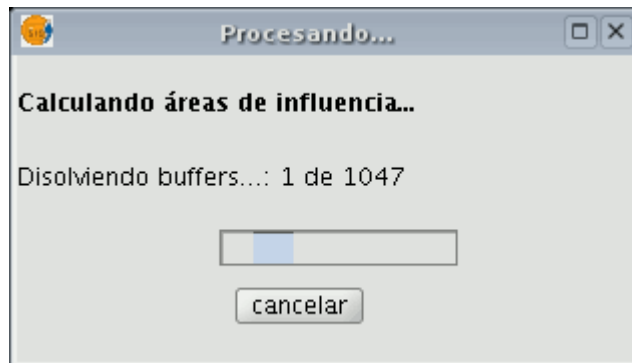 Procesando...
Calculando áreas de influencia...
Disolviendo buffers...: 1 de 1047
cancelar